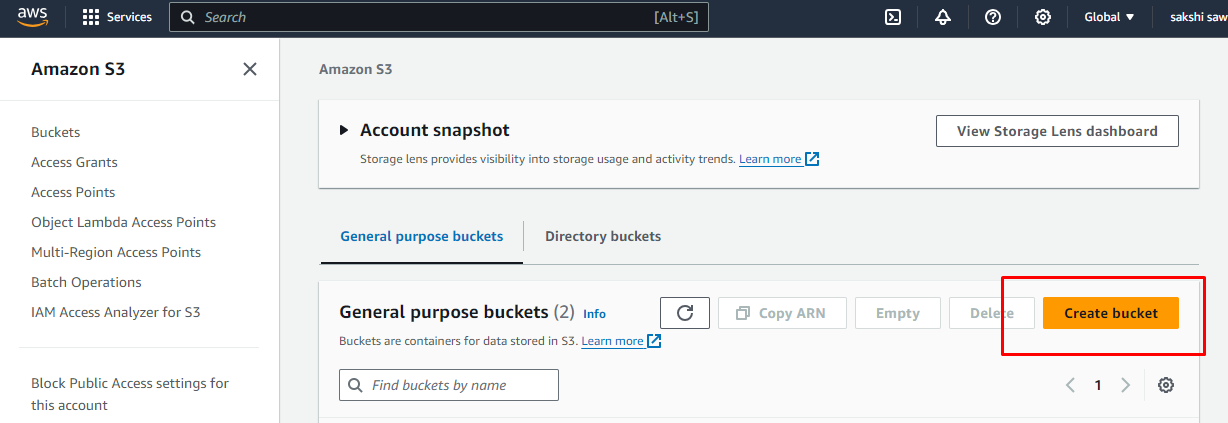 aws Services Search [Alt+S] Global sakshi saw
Amazon S3
Buckets
Access Grants
Access Points
Object Lambda Access Points
Multi-Region Access Points
Batch Operations
IAM Access Analyzer for S3
Block Public Access settings for
this account
Amazon S3
Account snapshot
View Storage Lens dashboard
Storage lens provides visibility into storage usage and activity trends. Learn more
General purpose buckets Directory buckets
General purpose buckets (2) Info
Copy ARN Empty Delete Create bucket
Buckets are containers for data stored in S3. Learn more
Find buckets by name
1